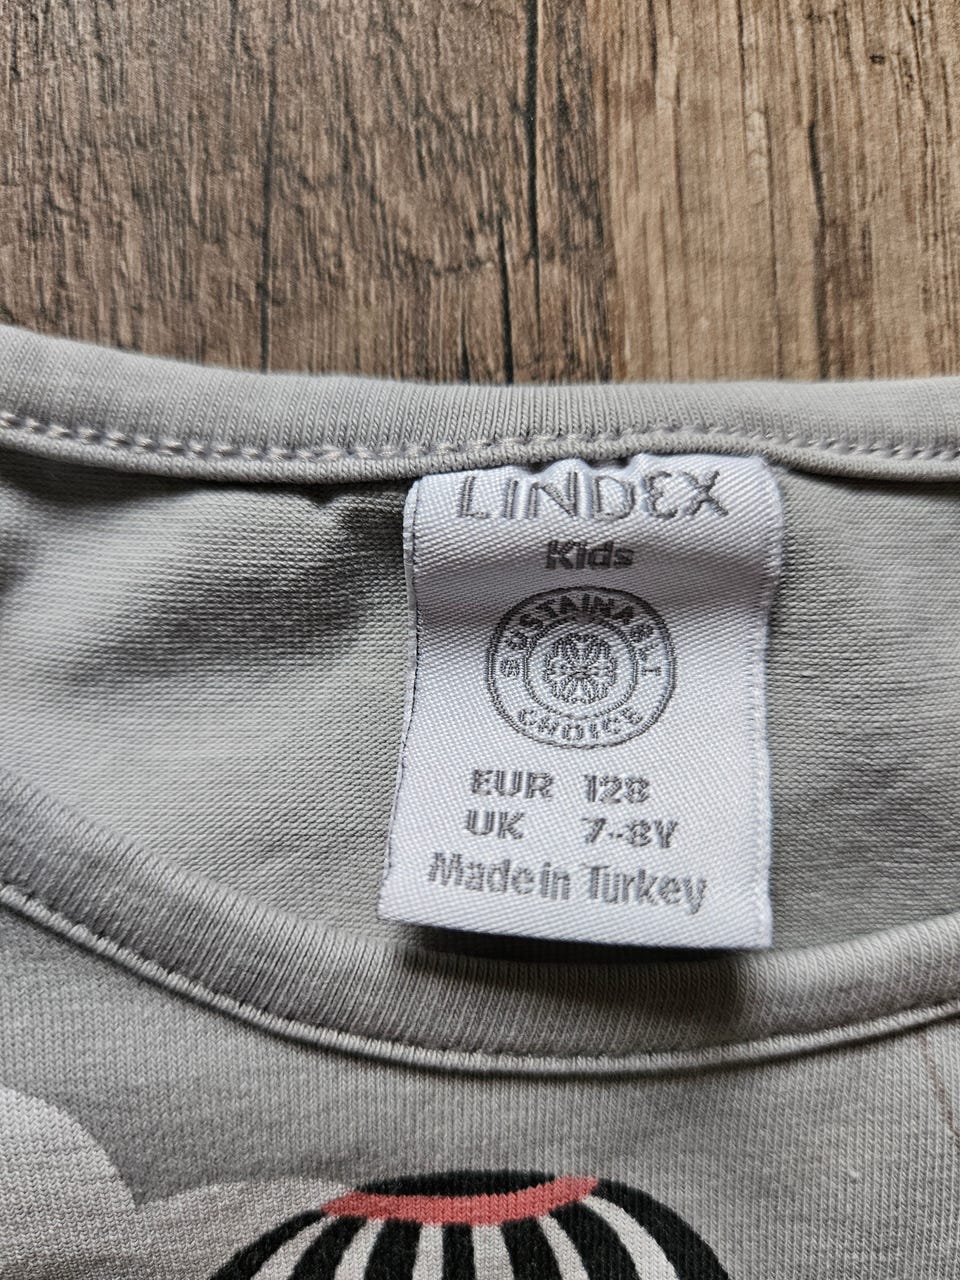 LINDEX
Kids
SUSTAINABLE
CHOICE
EUR 128
UK 7-8Y
Made in Turkey